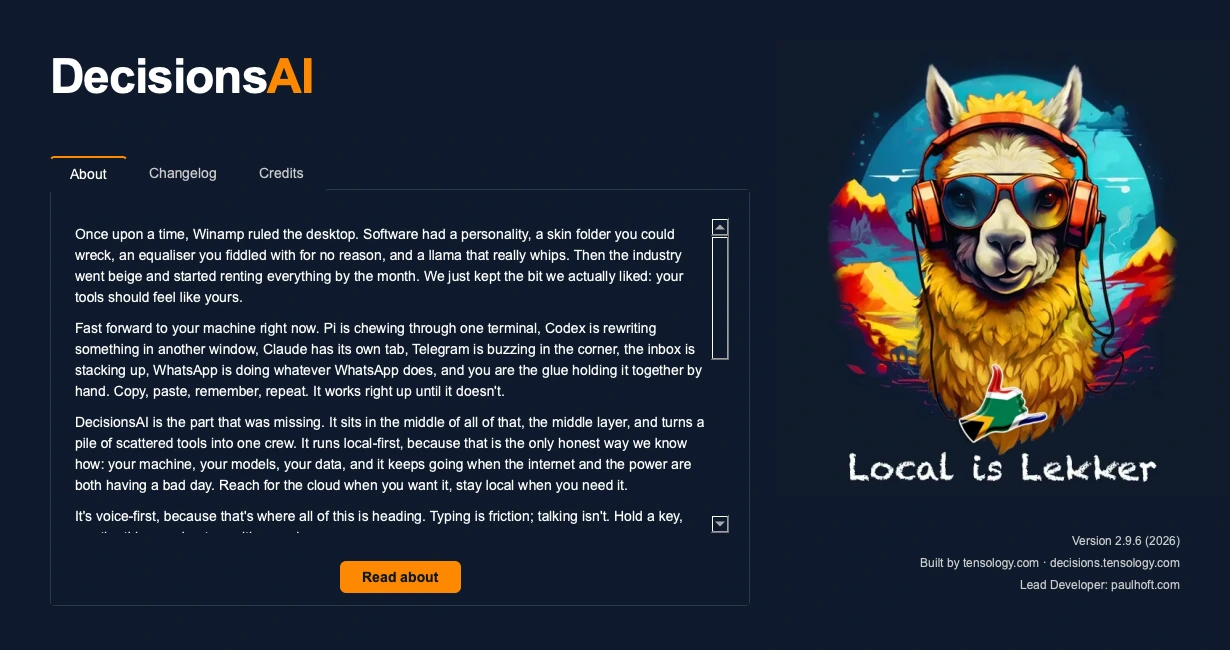 DecisionsAI
About
Changelog
Credits
Once upon a time, Winamp ruled the desktop. Software had a personality, a skin folder you could
wreck, an equaliser you fiddled with for no reason, and a llama that really whips. Then the industry
went beige and started renting everything by the month. We just kept the bit we actually liked: your
tools should feel like yours.
Fast forward to your machine right now. Pi is chewing through one terminal, Codex is rewriting
something in another window, Claude has its own tab, Telegram is buzzing in the corner, the inbox is
stacking up, WhatsApp is doing whatever WhatsApp does, and you are the glue holding it together by
hand. Copy, paste, remember, repeat. It works right up until it doesn't.
DecisionsAI is the part that was missing. It sits in the middle of all of that, the middle layer, and turns a
pile of scattered tools into one crew. It runs local-first, because that is the only honest way we know
how: your machine, your models, your data, and it keeps going when the internet and the power are
both having a bad day. Reach for the cloud when you want it, stay local when you need it.
It's voice-first, because that's where all of this is heading. Typing is friction; talking isn't. Hold a key,
Read about
Local is Lekker
Version 2.9.6 (2026)
Built by tensology.com · decisions.tensology.com
Lead Developer: paulhoft.com